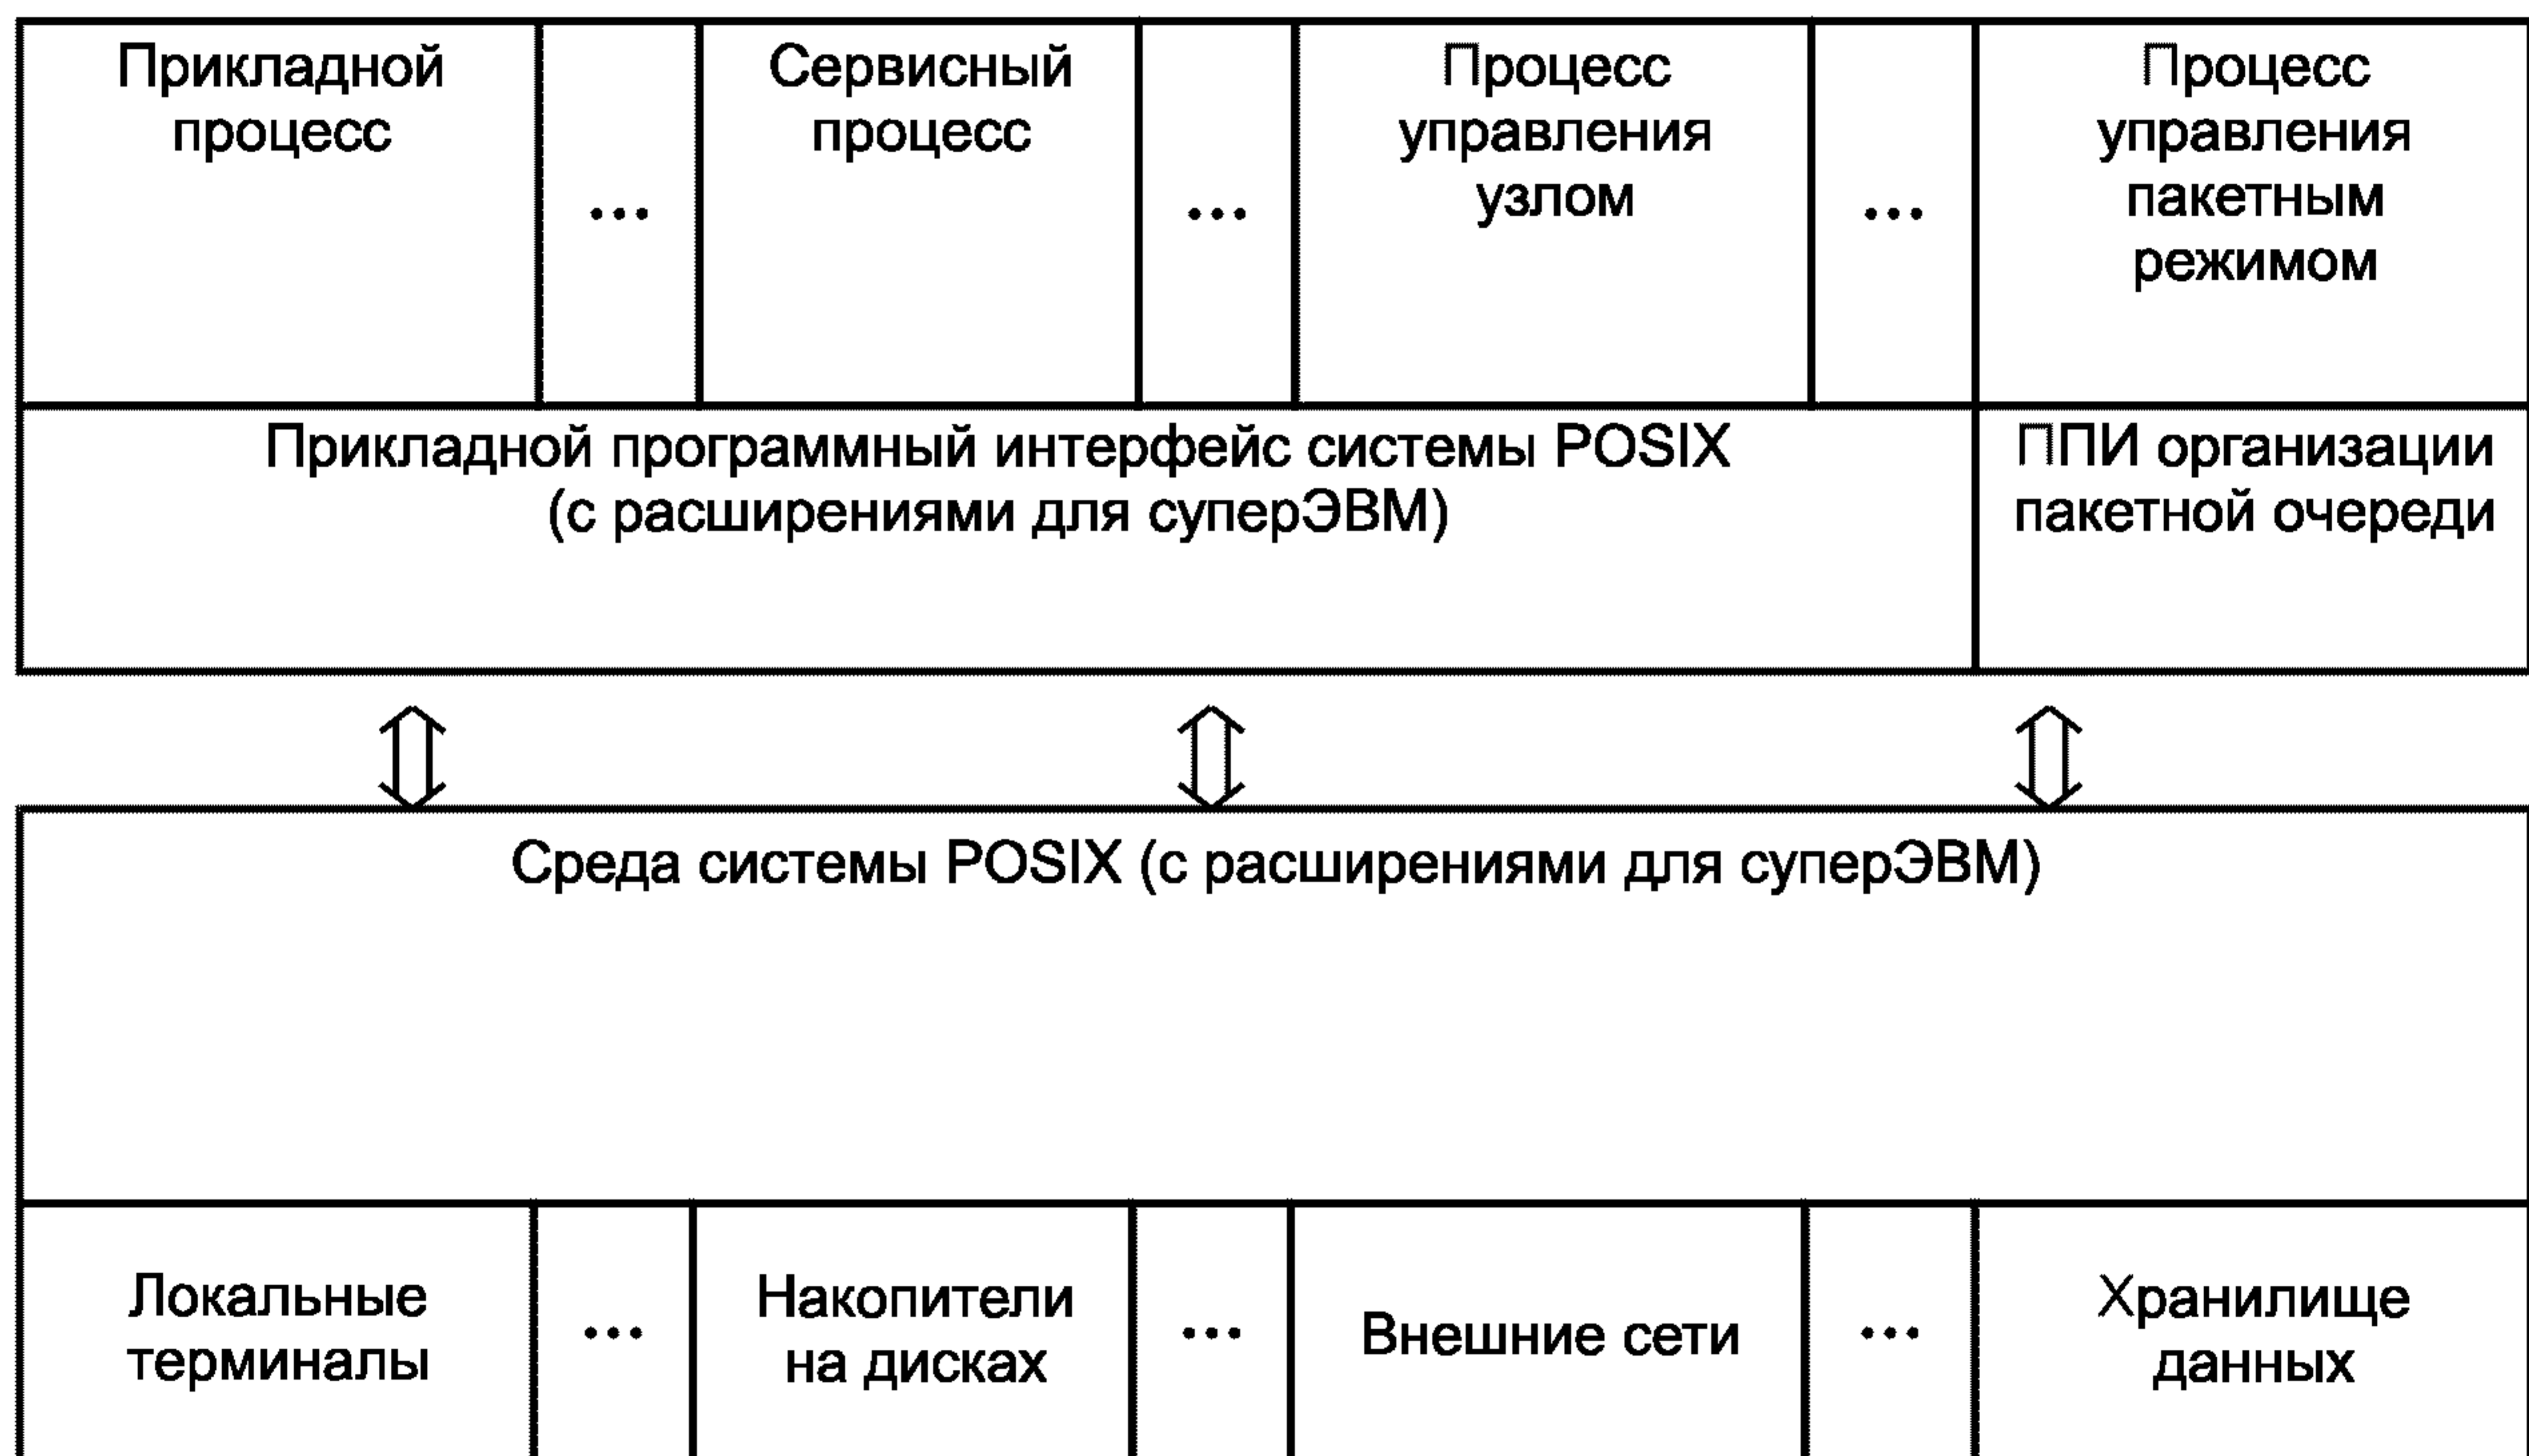 Прикладной
процесс
...
Сервисный
процесс
...
Процесс
управления
узлом
...
Процесс
управления
пакетным
режимом
Прикладной программный интерфейс системы POSIX
(с расширениями для суперЭВМ)
ППИ организации
пакетной очереди
Среда системы POSIX (с расширениями для суперЭВМ)
Локальные
терминалы
...
Накопители
на дисках
...
Внешние сети
...
Хранилище
данных